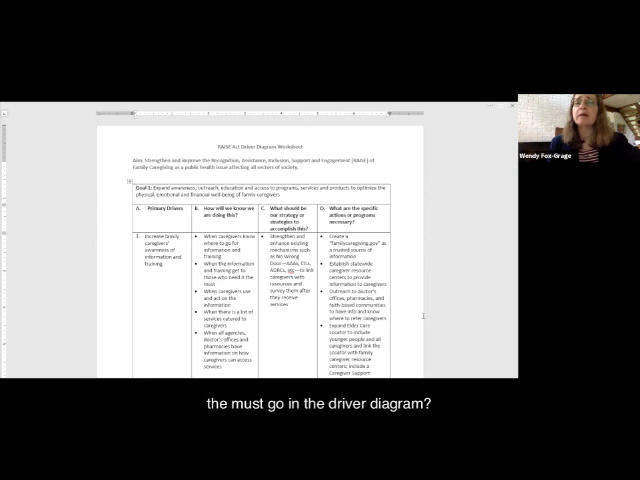 RAISE Act Driver Diagram Worksheet
Aim: Strengthen and improve the Recognition, Assistance, Inclusion, Support and Engagement (RAISE) of
Family Caregiving as a public health issue affecting all sectors of society.
Goal 1: Expand awareness, outreach, education and access to programs, services and products to optimize the
physical, emotional and financial well-being of family caregivers
A. Primary Drivers
B. How will we know we
are doing this?
C. What should be
our strategy or
strategies to
accomplish this?
D. What are the specific
actions or programs
necessary?
1. Increase family
caregivers'
awareness of
information and
training
• When caregivers know
where to go for
information and
training
• When the information
and training get to
those who need it the
most
• When caregivers use
and act on the
information
• When there is a list of
services catered to
caregivers
• When all agencies,
doctor's offices and
pharmacies have
information on how
caregivers can access
services
• Strengthen and
enhance existing
mechanisms such
as No Wrong
Door—AAAs, CILs,
ADRCs, etc—to link
caregivers with
resources and
survey them after
they receive
services
• Create a
"familycaregiving.gov" as
a trusted source of
information
• Establish statewide
caregiver resource
centers to provide
information to caregivers
• Outreach to doctor's
offices, pharmacies, and
faith-based communities
to have info and know
where to refer caregivers
• Expand Elder Care
Locator to include
younger people and all
caregivers and link the
Locator with family
caregiver resource
centers; include a
Caregiver Support
Wendy Fox-Grage
the must go in the driver diagram?